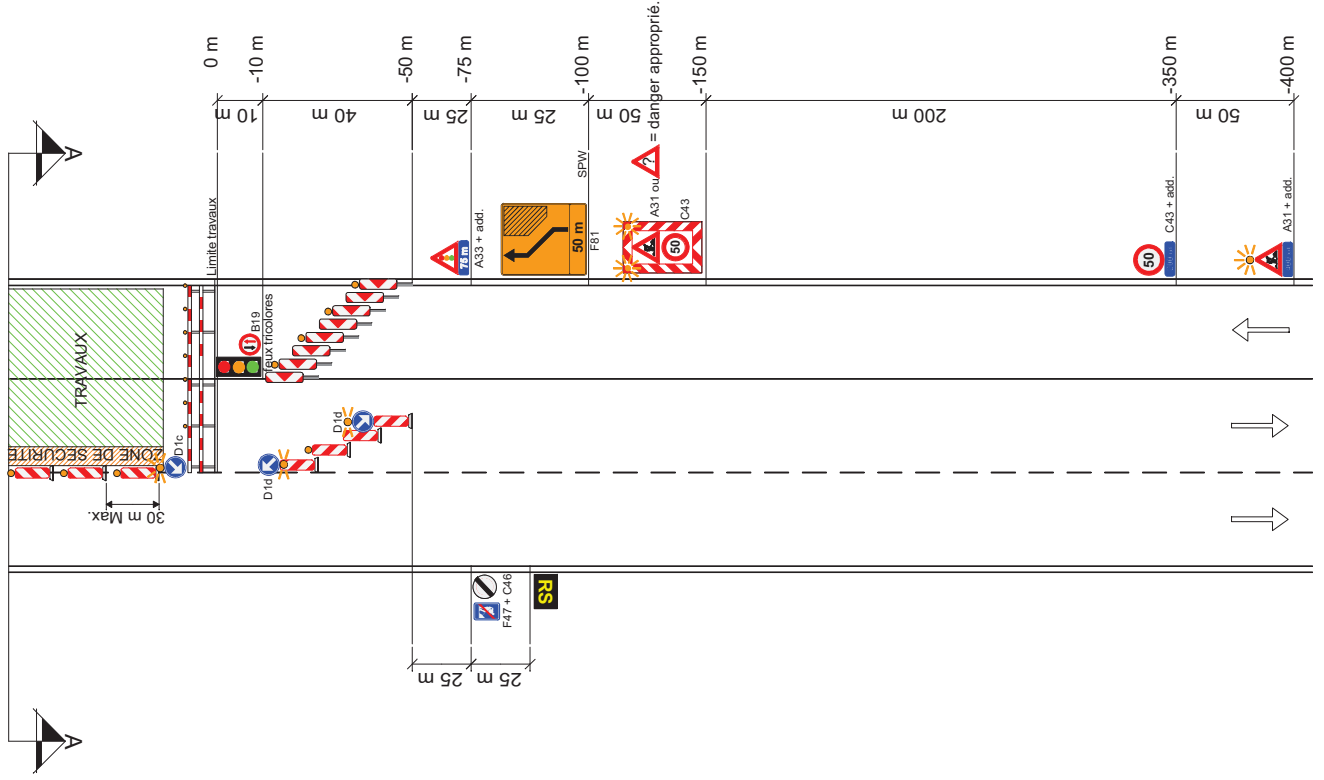 A
A
0 m
-10 m
-50 m
-75 m
-100 m
-150 m
-350 m
-400 m
10 m
40 m
25 m
25 m
50 m
200 m
50 m
Limite travaux
TRAVAUX
ZONE DE SECURITE
30 m Max.
D1c
B19
feux tricolores
D1d
D1d
75 m
A33 + add.
SPW
50 m
F81
A31 ou
?
= danger approprié.
C43
50
F47 + C46
RS
25 m
25 m
50
C43 + add.
A31 + add.